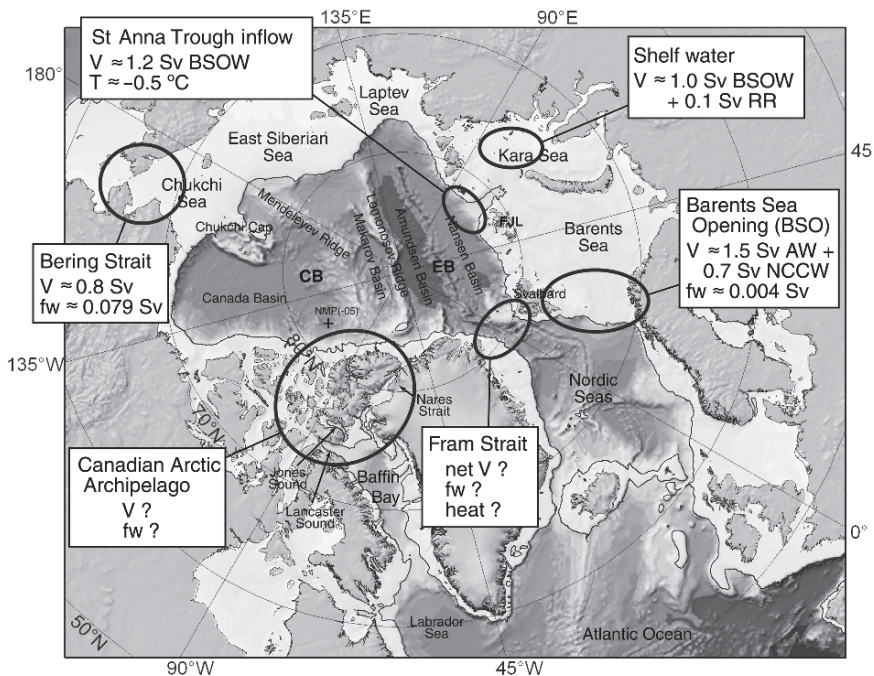 135°E
90°E
St Anna Trough inflow
V ≈ 1.2 Sv BSOW
T ≈ –0.5 °C
Shelf water
V ≈ 1.0 Sv BSOW
+ 0.1 Sv RR
180°
Laptev
Sea
East Siberian
Sea
Kara Sea
45
Chukchi
Sea
Mendeleyev Ridge
Lomonosov Ridge
Makarov Basin
Amundsen Basin
Nansen Basin
FJL
Barents
Sea
Barents Sea
Opening (BSO)
V ≈ 1.5 Sv AW +
0.7 Sv NCCW
fw ≈ 0.004 Sv
Chukchi Cap
Bering Strait
V ≈ 0.8 Sv
fw ≈ 0.079 Sv
CB
EB
Canada Basin
Svalbard
NMP(-05)
+
80°N
135°W
70°N
Nares
Strait
Nordic
Seas
Canadian Arctic
Archipelago
V ?
fw ?
Jones
Sound
Baffin
Bay
Lancaster
Sound
Fram Strait
net V ?
fw ?
heat ?
0°
50°N
Labrador
Sea
Atlantic Ocean
90°W
45°W